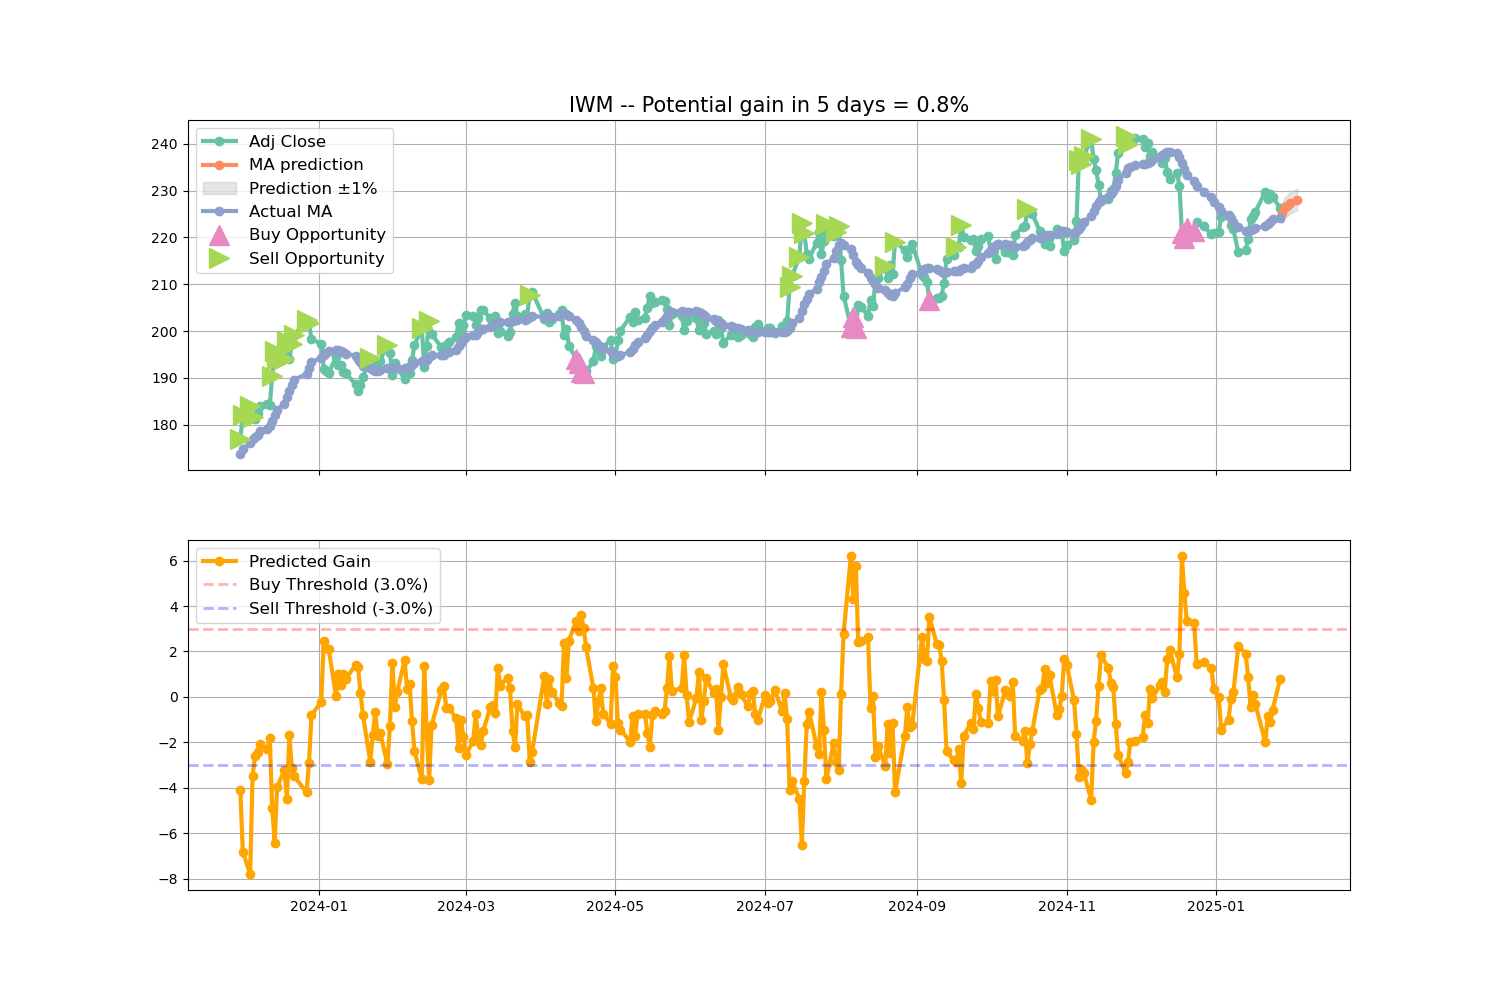 IWM -- Potential gain in 5 days = 0.8%
240
230
220
210
200
190
180
Adj Close
MA prediction
Prediction ±1%
Actual MA
Buy Opportunity
Sell Opportunity
6
4
2
0
−2
−4
−6
−8
Predicted Gain
Buy Threshold (3.0%)
Sell Threshold (-3.0%)
2024-01 2024-03 2024-05 2024-07 2024-09 2024-11 2025-01